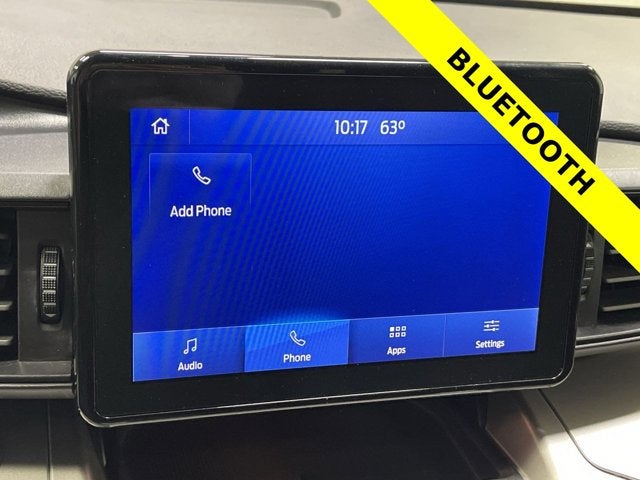 BLUETOOTH
10:17 63°
Add Phone
Audio Phone Apps Settings